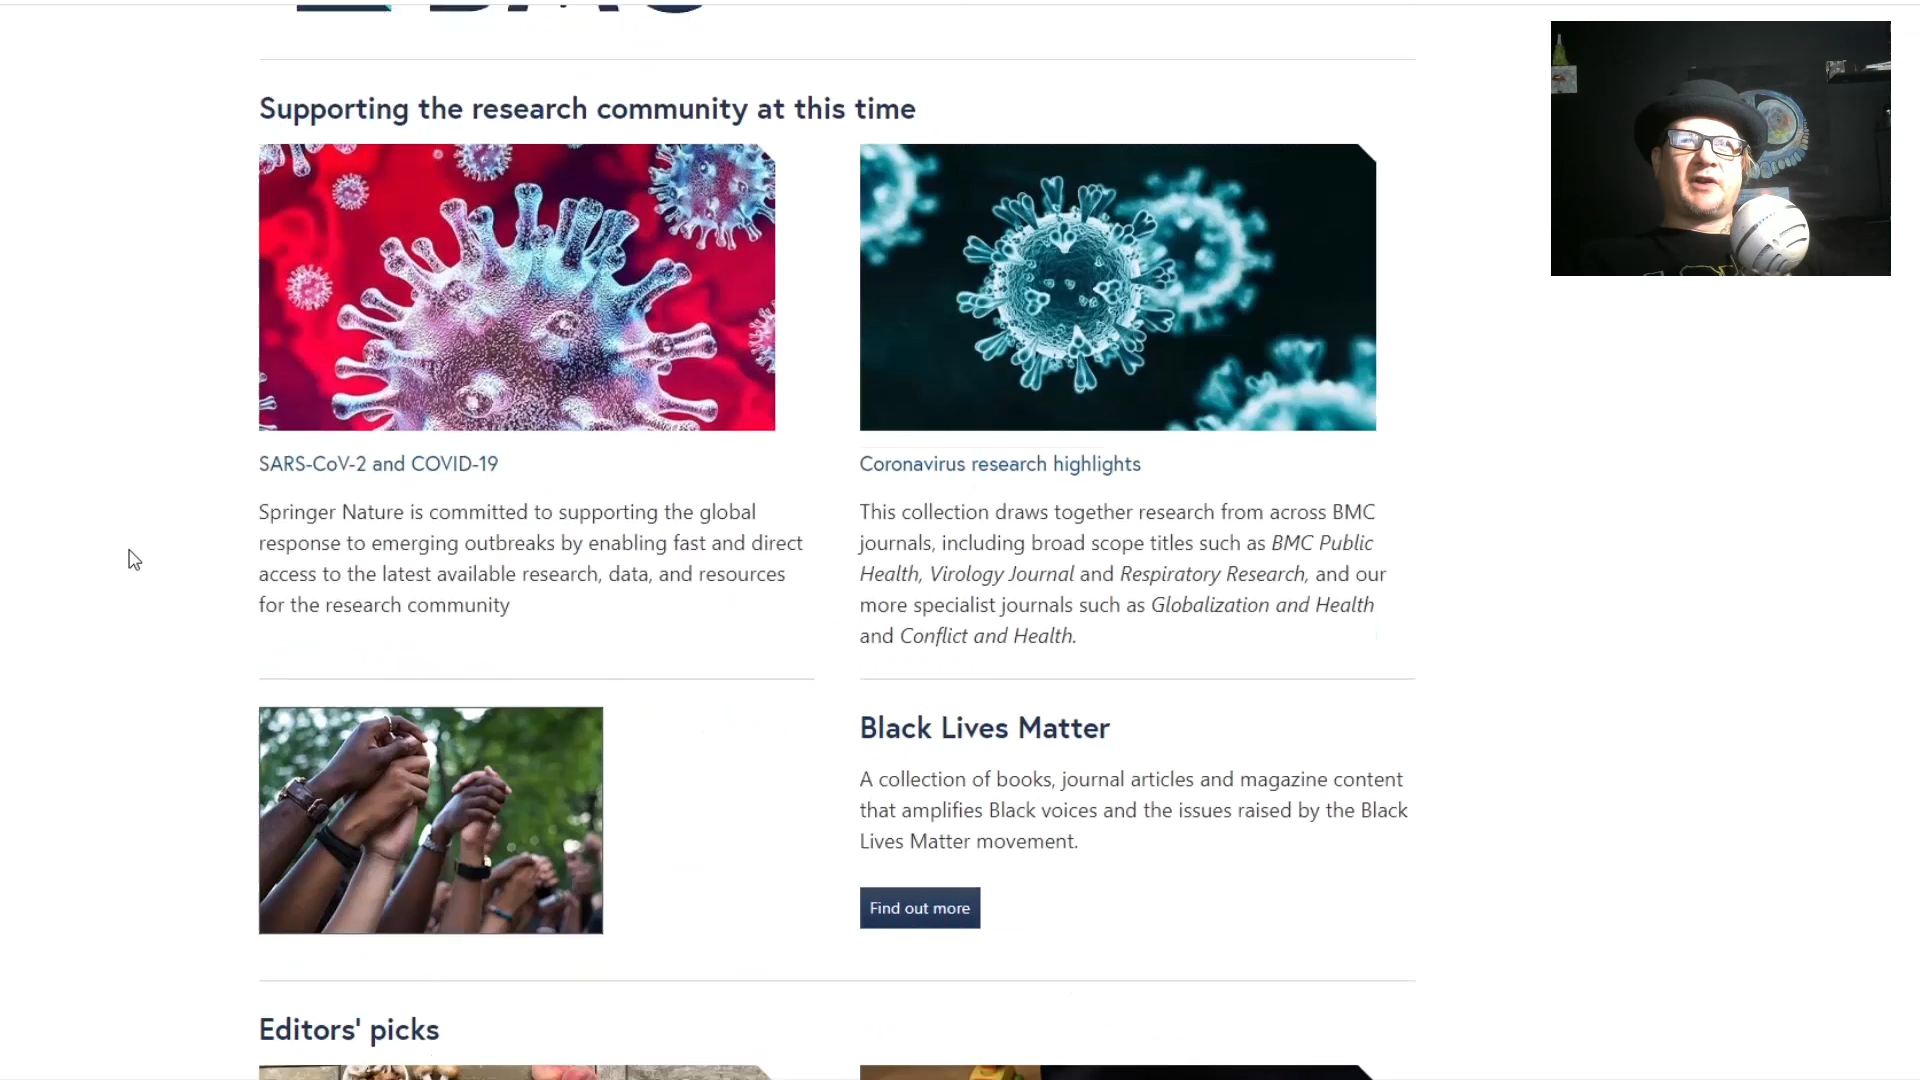 Supporting the research community at this time
SARS-CoV-2 and COVID-19
Springer Nature is committed to supporting the global
response to emerging outbreaks by enabling fast and direct
access to the latest available research, data, and resources
for the research community
Coronavirus research highlights
This collection draws together research from across BMC
journals, including broad scope titles such as BMC Public
Health, Virology Journal and Respiratory Research, and our
more specialist journals such as Globalization and Health
and Conflict and Health.
Black Lives Matter
A collection of books, journal articles and magazine content
that amplifies Black voices and the issues raised by the Black
Lives Matter movement.
Find out more
Editors' picks